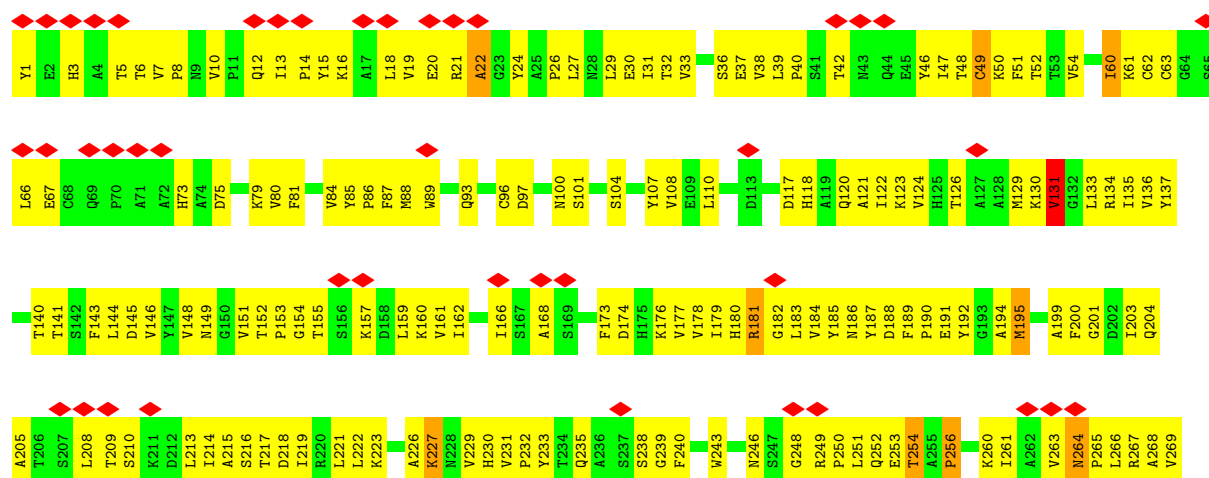 Y1 E2 H3 A4 T5 T6 V7 P8 N9 V10 P11 Q12 I13 P14 Y15 K16 A17 L18 V19 E20 R21 A22 G23 Y24 A25 P26 L27 N28 L29 E30 I31 T32 V33 S36 E37 V38 L39 P40 S41 T42 N43 Q44 E45 Y46 I47 T48 C49 K50 F51 T52 T53 V54 I60 K61 C62 C63 G64 S65
L66 E67 C68 Q69 P70 A71 A72 H73 A74 D75 K79 V80 F81 V84 Y85 P86 F87 M88 W89 Q93 C96 D97 N100 S101 S104 Y107 V108 E109 L110 D113 D117 H118 A119 Q120 A121 I122 K123 V124 H125 T126 A127 A128 M129 K130 V131 G132 L133 R134 I135 V136 Y137
T140 T141 S142 F143 L144 D145 V146 Y147 V148 N149 G150 V151 T152 P153 G154 T155 S156 K157 D158 L159 K160 V161 I162 I166 S167 A168 S169 F173 D174 H175 K176 V177 V178 I179 H180 R181 G182 L183 V184 Y185 N186 Y187 D188 F189 P190 E191 Y192 G193 A194 M195 A199 F200 G201 D202 I203 Q204
A205 T206 S207 L208 T209 S210 K211 D212 L213 I214 A215 S216 T217 D218 I219 R220 L221 L222 K223 A226 K227 N228 V229 H230 V231 P232 Y233 T234 Q235 A236 S237 S238 G239 F240 W243 N246 S247 G248 R249 P250 L251 Q252 E253 T254 A255 P256 K260 I261 A262 V263 N264 P265 L266 R267 A268 V269